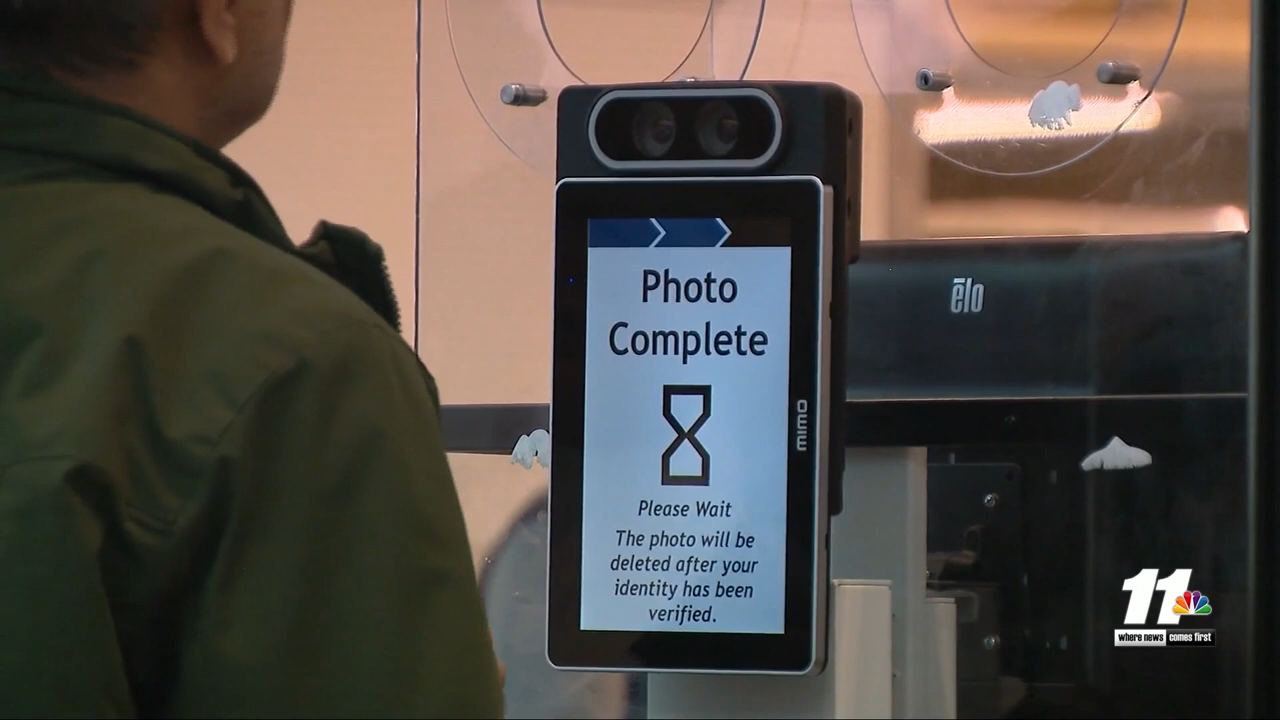 Photo
Complete
Please Wait
The photo will be
deleted after your
identity has been
verified.
mimo
ēlo
11
where news comes first